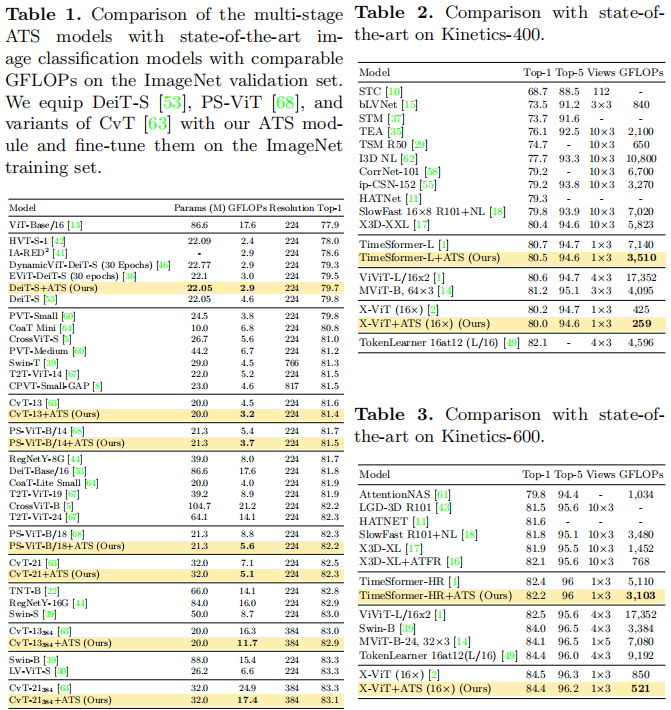 Table 1. Comparison of the multi-stage
ATS models with state-of-the-art im-
age classification models with comparable
GFLOPs on the ImageNet validation set.
We equip DeiT-S [53], PS-ViT [68], and
variants of CvT [63] with our ATS mod-
ule and fine-tune them on the ImageNet
training set.
Model Params (M) GFLOPs Resolution Top-1
ViT-Base/16 [13] 86.6 17.6 224 77.9
HVT-S-1 [42] 22.09 2.4 224 78.0
IA-RED² [41] - 2.9 224 78.6
DynamicViT-DeiT-S (30 Epochs) [46] 22.77 2.9 224 79.3
EViT-DeiT-S (30 epochs) [36] 22.1 3.0 224 79.5
DeiT-S+ATS (Ours) 22.05 2.9 224 79.7
DeiT-S [53] 22.05 4.6 224 79.8
PVT-Small [60] 24.5 3.8 224 79.8
CoaT Mini [64] 10.0 6.8 224 80.8
CrossViT-S [5] 26.7 5.6 224 81.0
PVT-Medium [60] 44.2 6.7 224 81.2
Swin-T [39] 29.0 4.5 766 81.3
T2T-ViT-14 [67] 22.0 5.2 224 81.5
CPVT-Small-GAP [8] 23.0 4.6 817 81.5
CvT-13 [63] 20.0 4.5 224 81.6
CvT-13+ATS (Ours) 20.0 3.2 224 81.4
PS-ViT-B/14 [68] 21.3 5.4 224 81.7
PS-ViT-B/14+ATS (Ours) 21.3 3.7 224 81.5
RegNetY-8G [44] 39.0 8.0 224 81.7
DeiT-Base/16 [53] 86.6 17.6 224 81.8
CoaT-Lite Small [64] 20.0 4.0 224 81.9
T2T-ViT-19 [67] 39.2 8.9 224 81.9
CrossViT-B [5] 104.7 21.2 224 82.2
T2T-ViT-24 [67] 64.1 14.1 224 82.3
PS-ViT-B/18 [68] 21.3 8.8 224 82.3
PS-ViT-B/18+ATS (Ours) 21.3 5.6 224 82.2
CvT-21 [63] 32.0 7.1 224 82.5
CvT-21+ATS (Ours) 32.0 5.1 224 82.3
TNT-B [22] 66.0 14.1 224 82.8
RegNetY-16G [44] 84.0 16.0 224 82.9
Swin-S [39] 50.0 8.7 224 83.0
CvT-13₃₈₄ [63] 20.0 16.3 384 83.0
CvT-13₃₈₄+ATS (Ours) 20.0 11.7 384 82.9
Swin-B [39] 88.0 15.4 224 83.3
LV-ViT-S [30] 26.2 6.6 224 83.3
CvT-21₃₈₄ [63] 32.0 24.9 384 83.3
CvT-21₃₈₄+ATS (Ours) 32.0 17.4 384 83.1
Table 2. Comparison with state-of-
the-art on Kinetics-400.
Model Top-1 Top-5 Views GFLOPs
STC [10] 68.7 88.5 112 -
bLVNet [15] 73.5 91.2 3×3 840
STM [37] 73.7 91.6 - -
TEA [35] 76.1 92.5 10×3 2,100
TSM R50 [29] 74.7 - 10×3 650
I3D NL [62] 77.7 93.3 10×3 10,800
CorrNet-101 [58] 79.2 - 10×3 6,700
ip-CSN-152 [55] 79.2 93.8 10×3 3,270
HATNet [11] 79.3 - - -
SlowFast 16×8 R101+NL [18] 79.8 93.9 10×3 7,020
X3D-XXL [17] 80.4 94.6 10×3 5,823
TimeSformer-L [1] 80.7 94.7 1×3 7,140
TimeSformer-L+ATS (Ours) 80.5 94.6 1×3 3,510
ViViT-L/16x2 [1] 80.6 94.7 4×3 17,352
MViT-B, 64×3 [14] 81.2 95.1 3×3 4,095
X-ViT (16×) [2] 80.2 94.7 1×3 425
X-ViT+ATS (16×) (Ours) 80.0 94.6 1×3 259
TokenLearner 16at12 (L/16) [49] 82.1 - 4×3 4,596
Table 3. Comparison with state-of-
the-art on Kinetics-600.
Model Top-1 Top-5 Views GFLOPs
AttentionNAS [61] 79.8 94.4 - 1,034
LGD-3D R101 [43] 81.5 95.6 10×3 -
HATNET [11] 81.6 - - -
SlowFast R101+NL [18] 81.8 95.1 10×3 3,480
X3D-XL [17] 81.9 95.5 10×3 1,452
X3D-XL+ATFR [16] 82.1 95.6 10×3 768
TimeSformer-HR [1] 82.4 96 1×3 5,110
TimeSformer-HR+ATS (Ours) 82.2 96 1×3 3,103
ViViT-L/16x2 [1] 82.5 95.6 4×3 17,352
Swin-B [39] 84.0 96.5 4×3 3,384
MViT-B-24, 32×3 [14] 84.1 96.5 1×5 7,080
TokenLearner 16at12(L/16) [49] 84.4 96.0 4×3 9,192
X-ViT (16×) [2] 84.5 96.3 1×3 850
X-ViT+ATS (16×) (Ours) 84.4 96.2 1×3 521